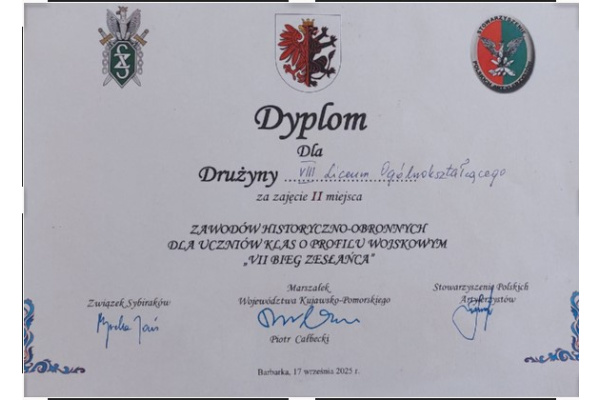 Dyplom
Dla
Drużyny VIII Liceum Ogólnokształcącego
za zajęcie II miejsca
ZAWODÓW HISTORYCZNO-OBRONNYCH
DLA UCZNIÓW KLAS O PROFILU WOJSKOWYM
„VII BIEG ZESŁAŃCA”
Związek Sybiraków
Marszałek
Województwa Kujawsko-Pomorskiego
Piotr Całbecki
Stowarzyszenie Polskich
Artylerzystów
Barbarka, 17 września 2025 r.